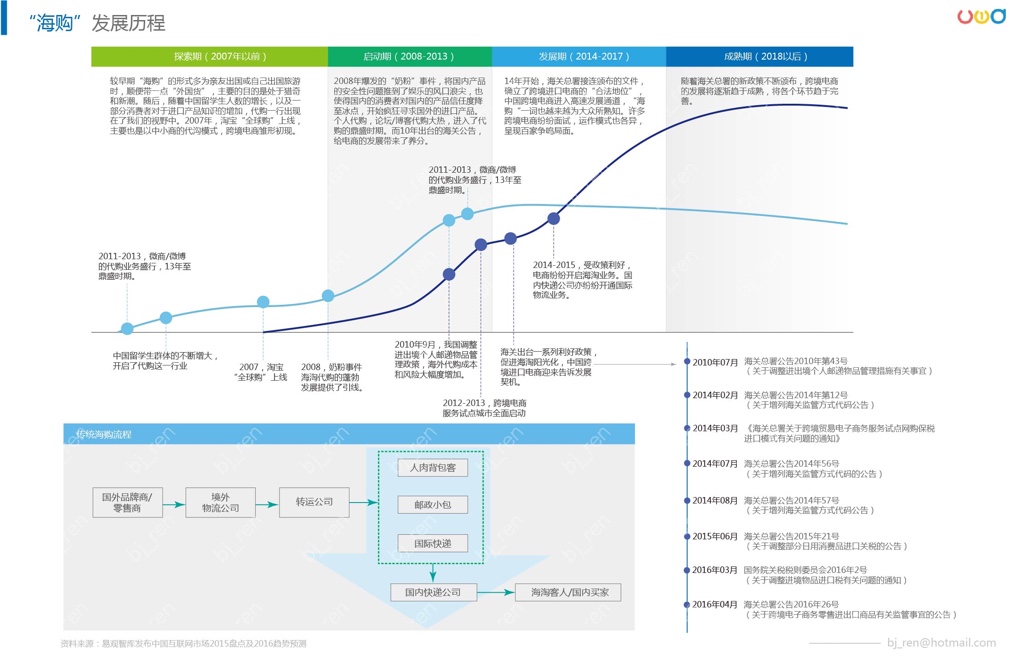 “海购”发展历程
探索期（2007年以前）
启动期（2008-2013）
发展期（2014-2017）
成熟期（2018以后）
较早期“海购”的形式多为亲友出国或自己出国旅游
时，顺便带一点“外国货”，主要的目的是处于猎奇
和新潮。随后，随着中国留学生人数的增长，以及一
部分消费者对于进口产品知识的增加，代购一行出现
在了我们的视野中。2007年，淘宝“全球购”上线，
主要也是以中小商的代沟模式，跨境电商雏形初现。
2008年爆发的“奶粉”事件，将国内产品
的安全性问题推到了娱乐的风口浪尖，也
使得国内的消费者对国内的产品信任度降
至冰点，开始疯狂寻求国外的进口产品。
个人代购，论坛/博客代购大热，进入了代
购的鼎盛时期。而10年出台的海关公告，
给电商的发展带来了养分。
14年开始，海关总署接连颁布的文件，
确立了跨境进口电商的“合法地位”，
中国跨境电商进入高速发展通道，“海
购”一词也越来越为大众所熟知。许多
跨境电商纷纷面试，运作模式也各异，
呈现百家争鸣局面。
随着海关总署的新政策不断颁布，跨境电商
的发展将逐渐趋于成熟，将各个环节趋于完
善。
2011-2013，微商/微博
的代购业务盛行，13年至
鼎盛时期。
2011-2013，微商/微博
的代购业务盛行，13年至
鼎盛时期。
2014-2015，受政策利好，
电商纷纷开启海淘业务。国
内快递公司亦纷纷开通国际
物流业务。
中国留学生群体的不断增大，
开启了代购这一行业
2007，淘宝
“全球购”上线
2008，奶粉事件
海淘代购的蓬勃
发展提供了引线。
2010年9月，我国调整
进出境个人邮递物品管
理政策，海外代购成本
和风险大幅度增加。
2012-2013，跨境电商
服务试点城市全面启动
海关出台一系列利好政策，
促进海淘阳光化，中国跨
境进口电商迎来告诉发展
契机。
2010年07月 海关总署公告2010年第43号
（关于调整进出境个人邮递物品管理措施有关事宜）
2014年02月 海关总署公告2014年第12号
（关于增列海关监管方式代码公告）
2014年03月 《海关总署关于跨境贸易电子商务服务试点网购保税
进口模式有关问题的通知》
2014年07月 海关总署公告2014年56号
（关于增列海关监管方式代码的公告）
2014年08月 海关总署公告2014年57号
（关于增列海关监管方式代码公告）
2015年06月 海关总署公告2015年21号
（关于调整部分日用消费品进口关税的公告）
2016年03月 国务院关税税则委员会2016年2号
（关于调整进境物品进口税有关问题的通知）
2016年04月 海关总署公告2016年26号
（关于跨境电子商务零售进出口商品有关监管事宜的公告）
传统海购流程
国外品牌商/
零售商
境外
物流公司
转运公司
人肉背包客
邮政小包
国际快递
国内快递公司
海淘客人/国内买家
资料来源：易观智库发布中国互联网市场2015盘点及2016趋势预测
bj_ren@hotmail.com